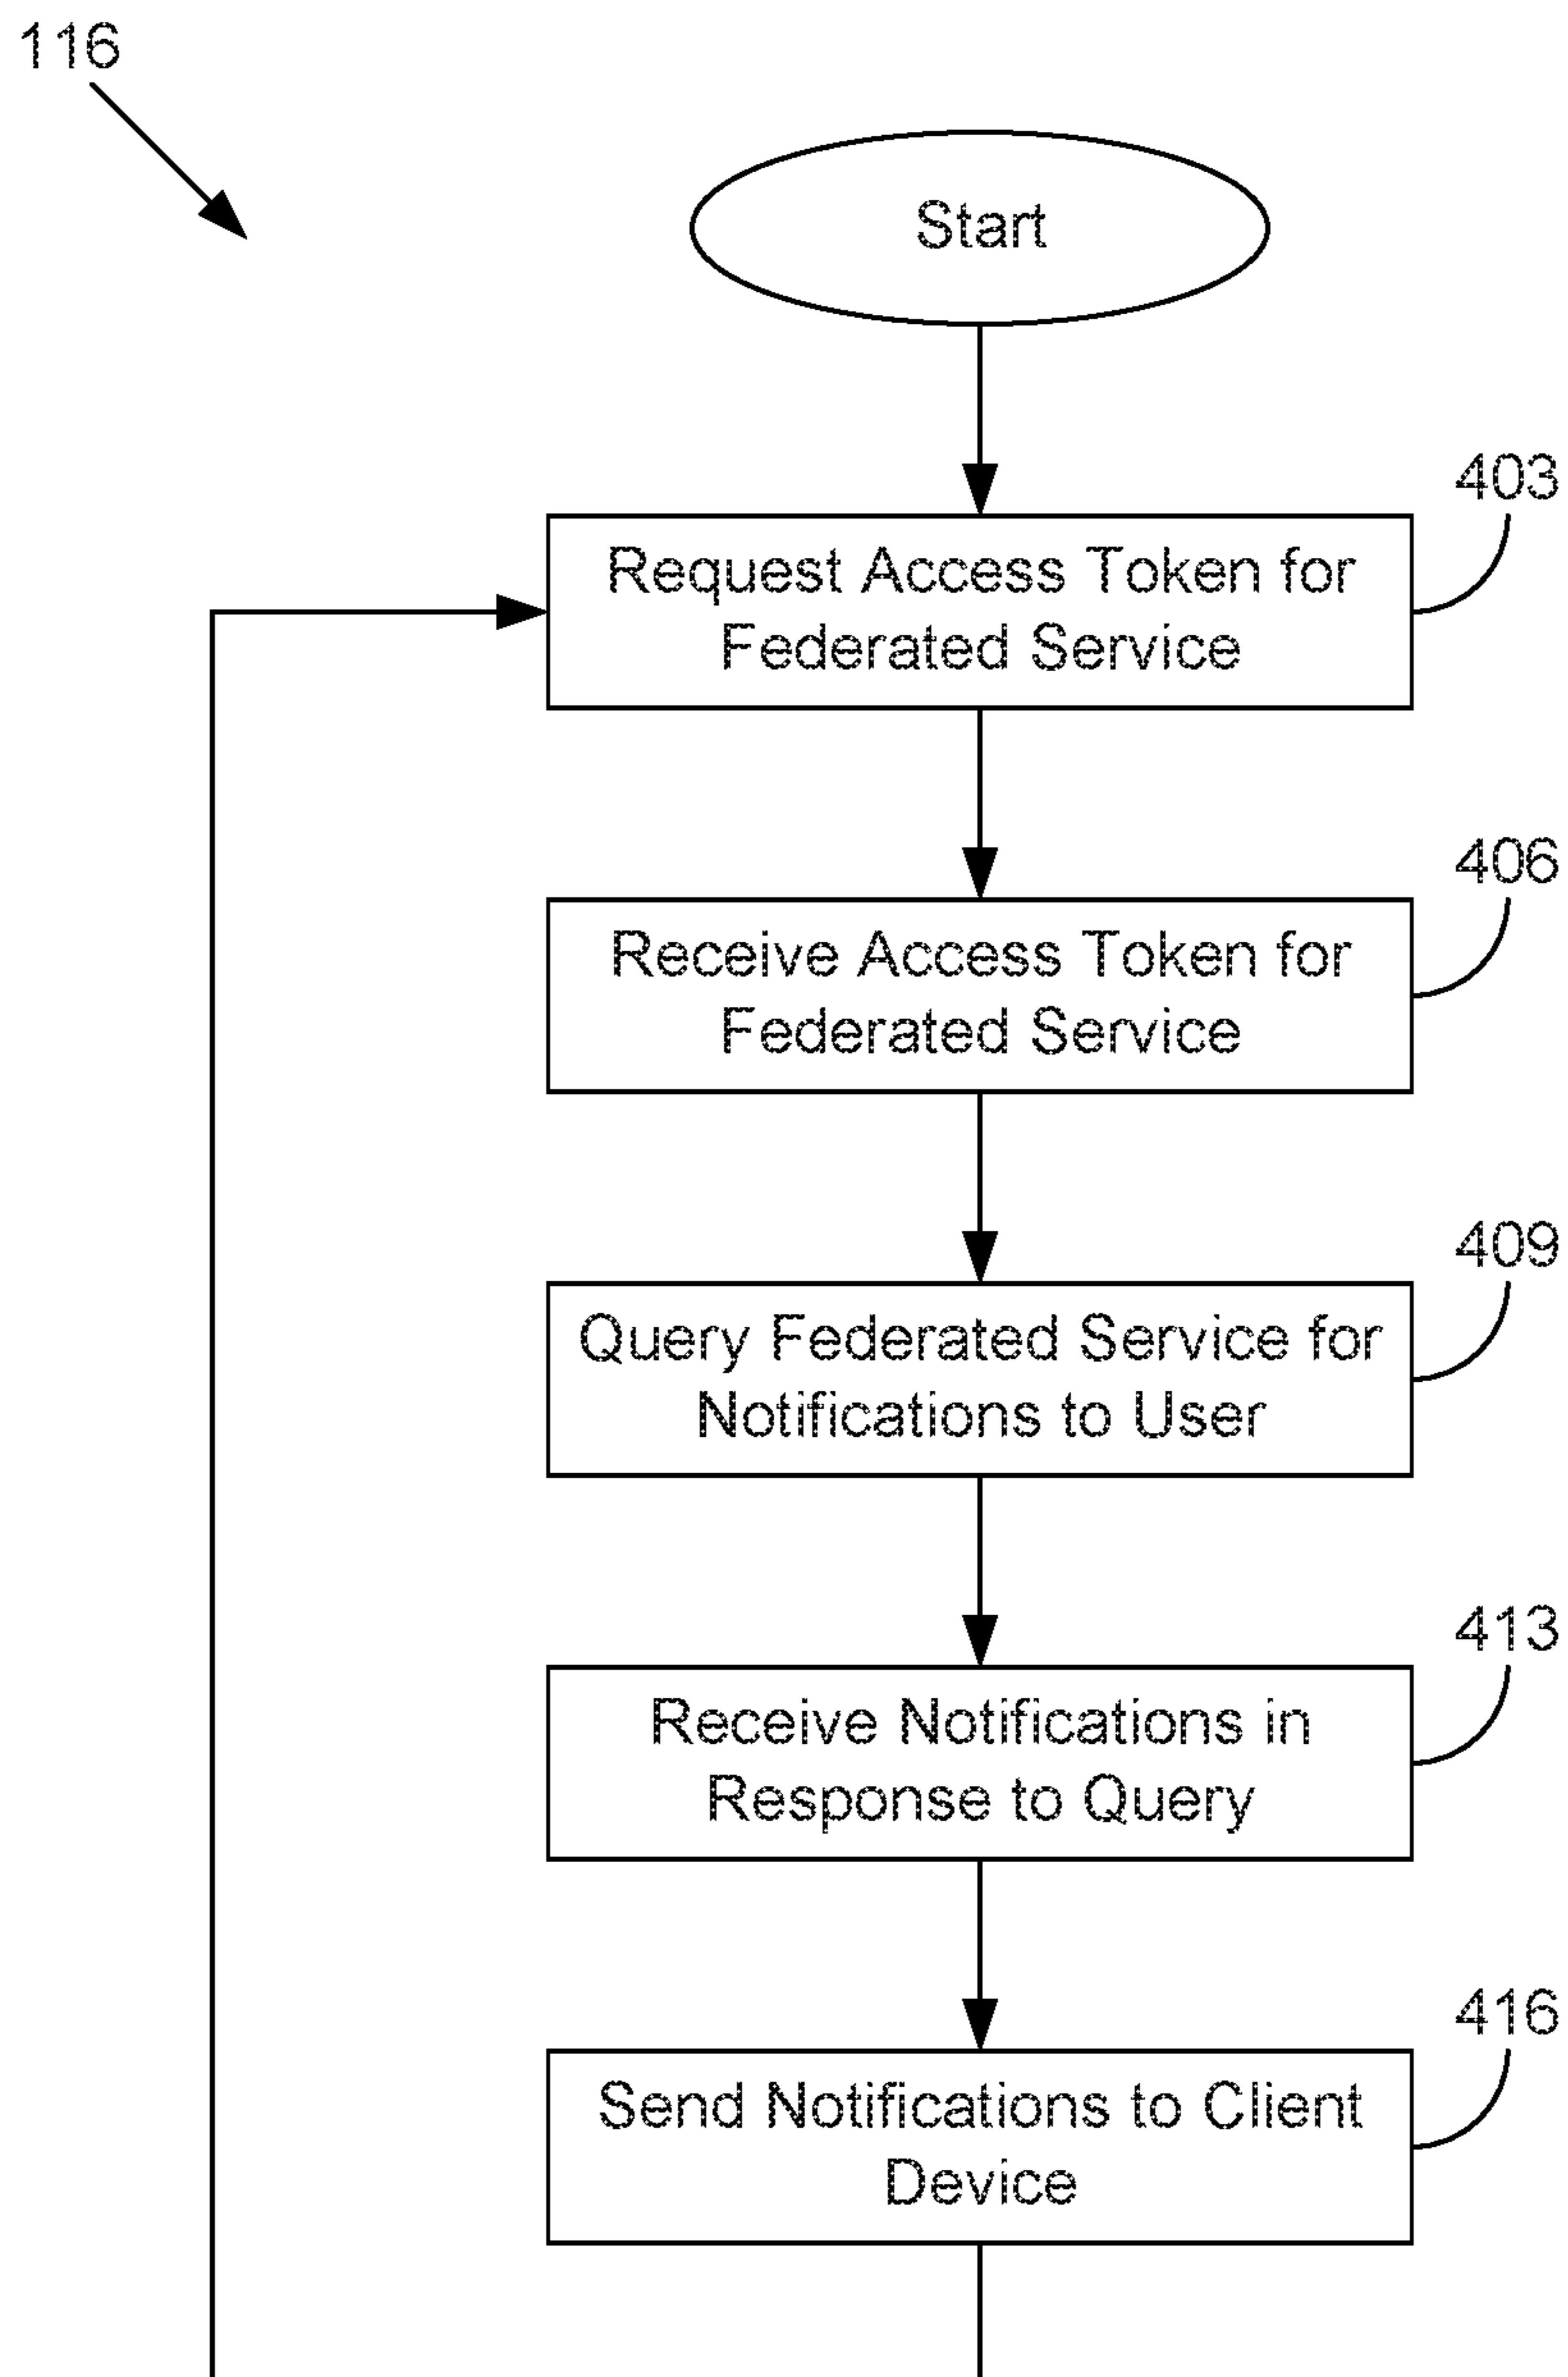 116
Start
403
Request Access Token for
Federated Service
406
Receive Access Token for
Federated Service
409
Query Federated Service for
Notifications to User
413
Receive Notifications in
Response to Query
416
Send Notifications to Client
Device